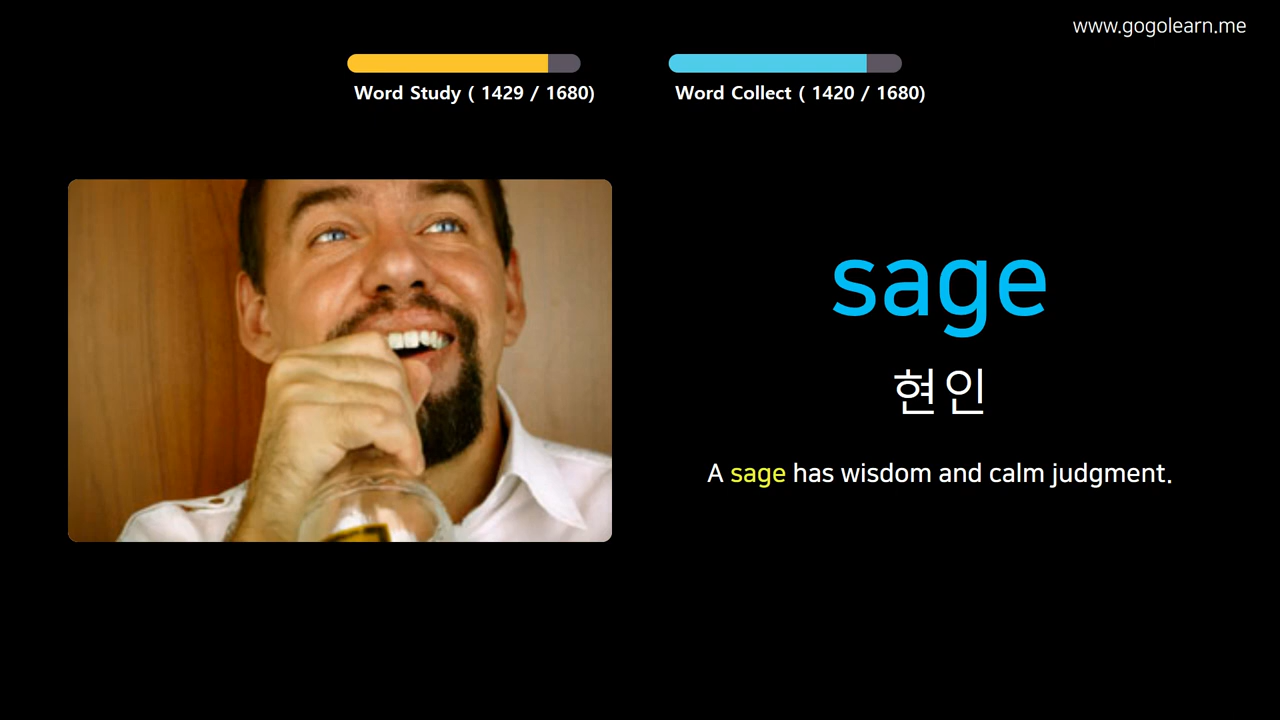 www.gogolearn.me
Word Study ( 1429 / 1680)
Word Collect ( 1420 / 1680)
sage
현인
A sage has wisdom and calm judgment.